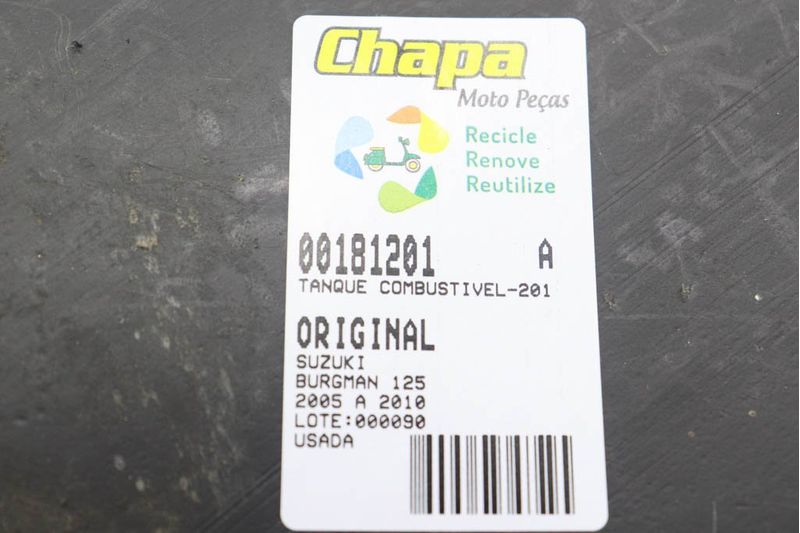 Chapa
Moto Peças
Recicle
Renove
Reutilize
00181201 A
TANQUE COMBUSTIVEL-201
ORIGINAL
SUZUKI
BURGMAN 125
2005 A 2010
LOTE:000090
USADA